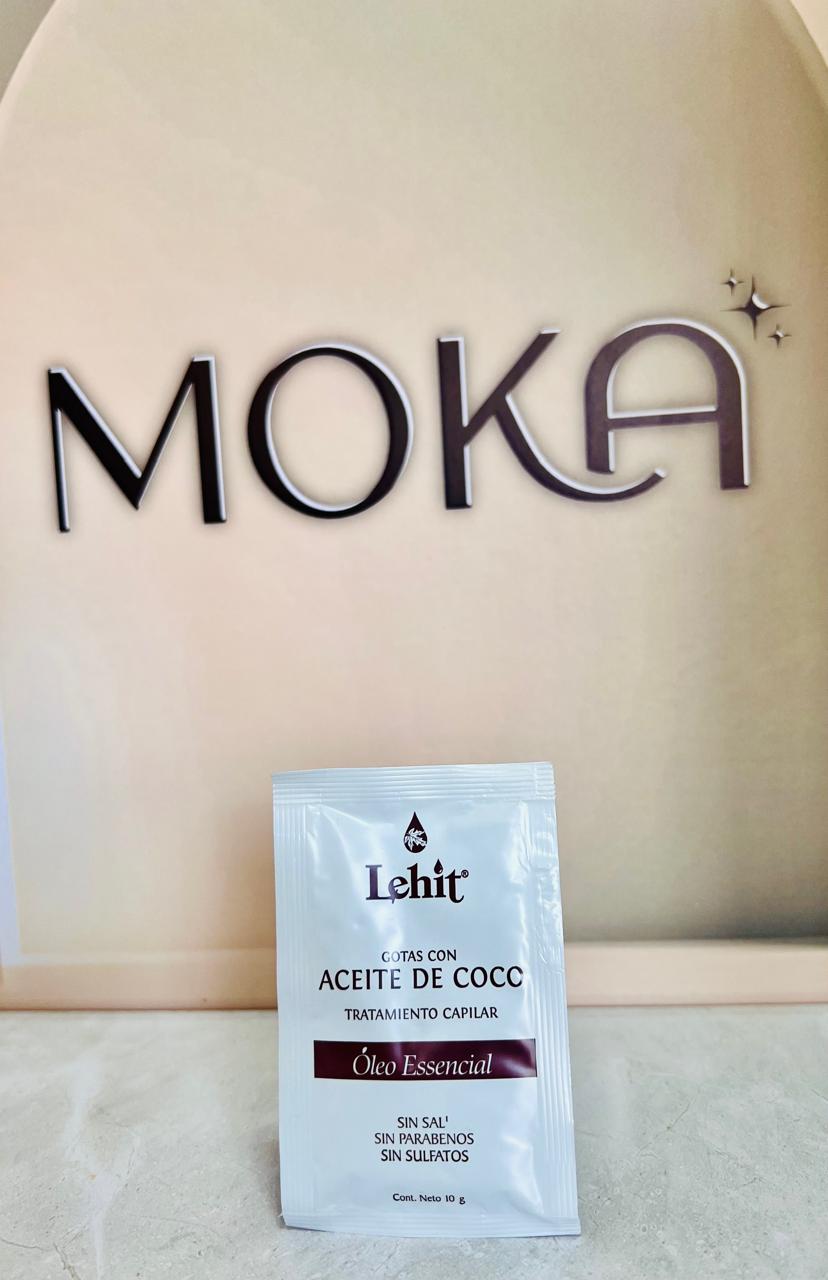 MOKA
Lehit®
GOTAS CON
ACEITE DE COCO
TRATAMIENTO CAPILAR
Óleo Essencial
SIN SAL¹
SIN PARABENOS
SIN SULFATOS
Cont. Neto 10 g